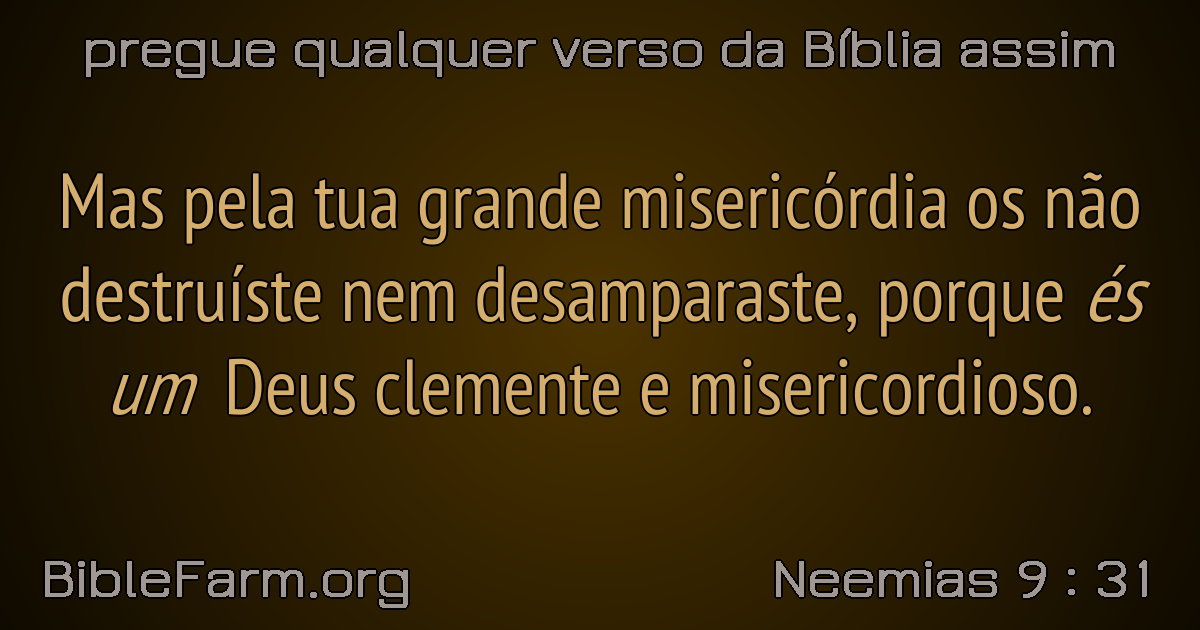 pregue qualquer verso da Bíblia assim
Mas pela tua grande misericórdia os não
destruíste nem desamparaste, porque és
um Deus clemente e misericordioso.
BibleFarm.org
Neemias 9 : 31